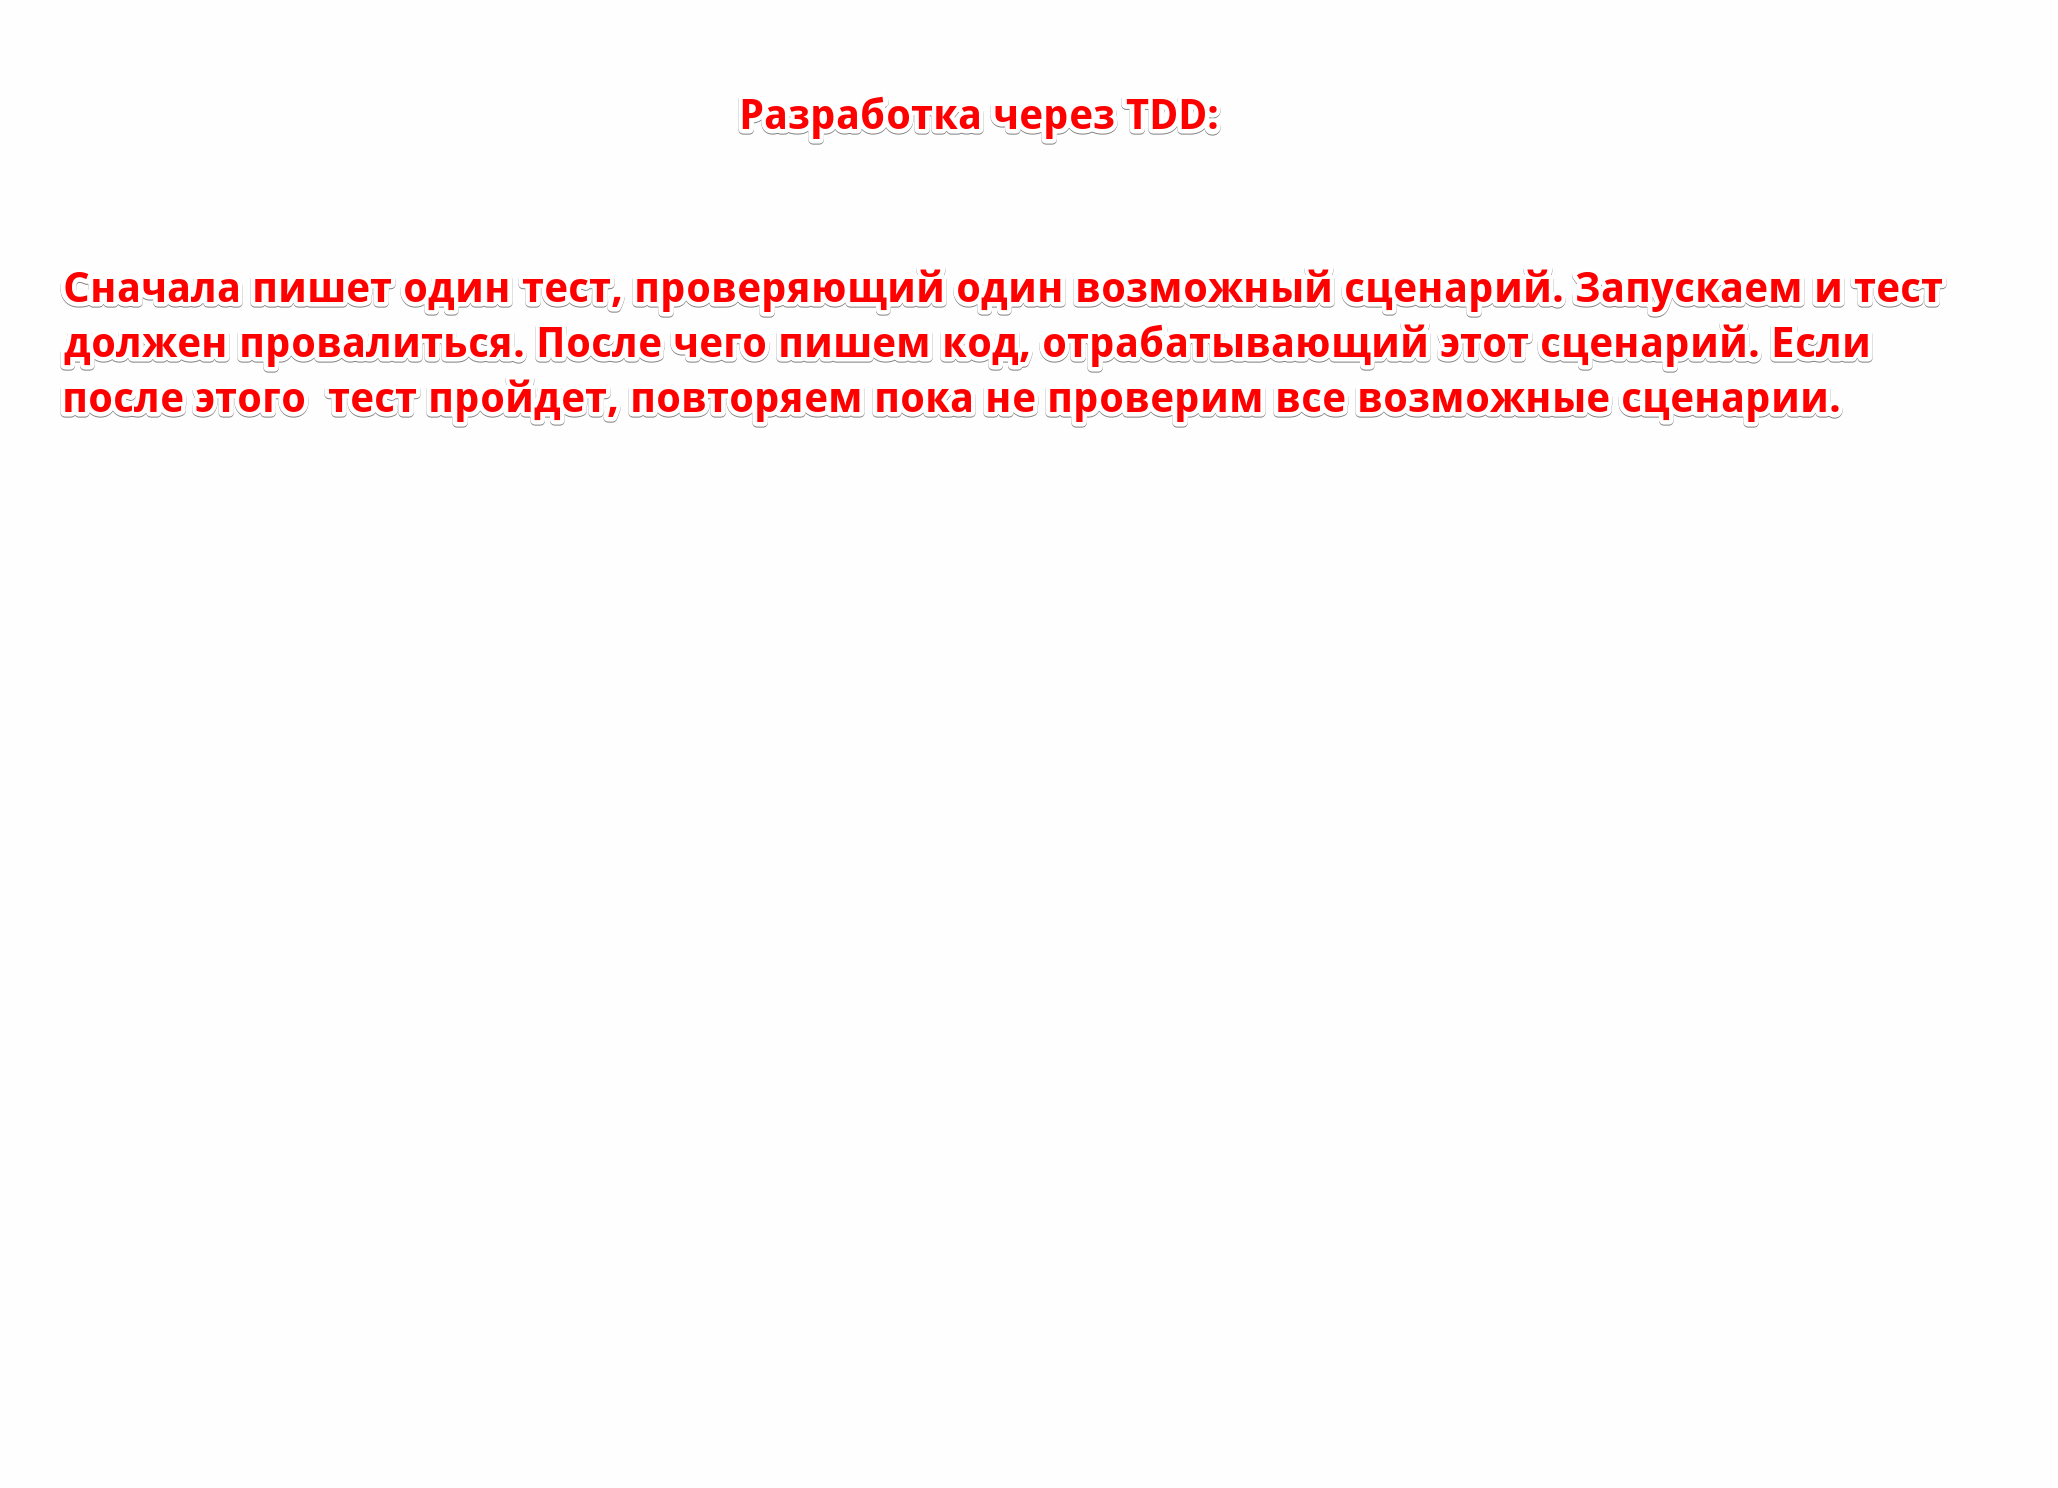 Разработка через TDD:
Сначала пишет один тест, проверяющий один возможный сценарий. Запускаем и тест
должен провалиться. После чего пишем код, отрабатывающий этот сценарий. Если
после этого  тест пройдет, повторяем пока не проверим все возможные сценарии.